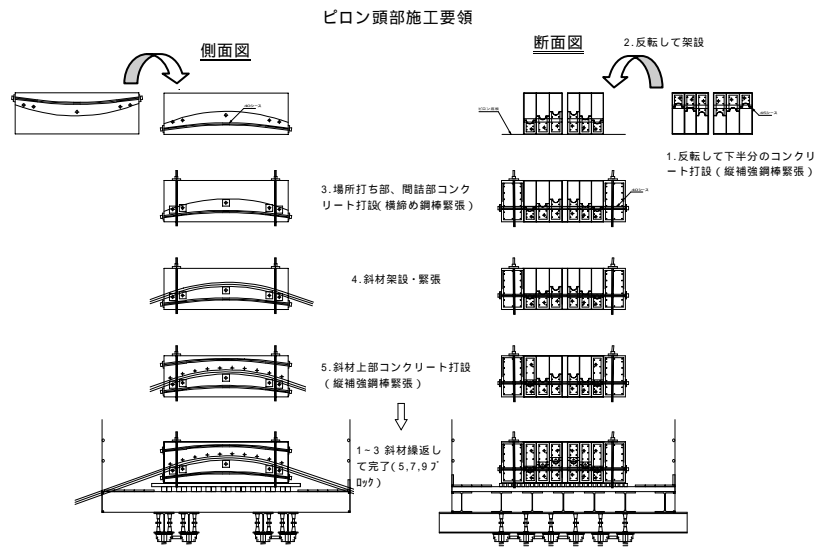 ピロン頭部施工要領
側面図
断面図
2.反転して架設
1.反転して下半分のコンクリ
ート打設（縦補強鋼棒緊張）
3.場所打ち部、間詰部コンク
リート打設（横締め鋼棒緊張）
4.斜材架設・緊張
5.斜材上部コンクリート打設
（縦補強鋼棒緊張）
1~3 斜材繰返し
て完了(5,7,9ﾌﾞ
ﾛｯｸ)